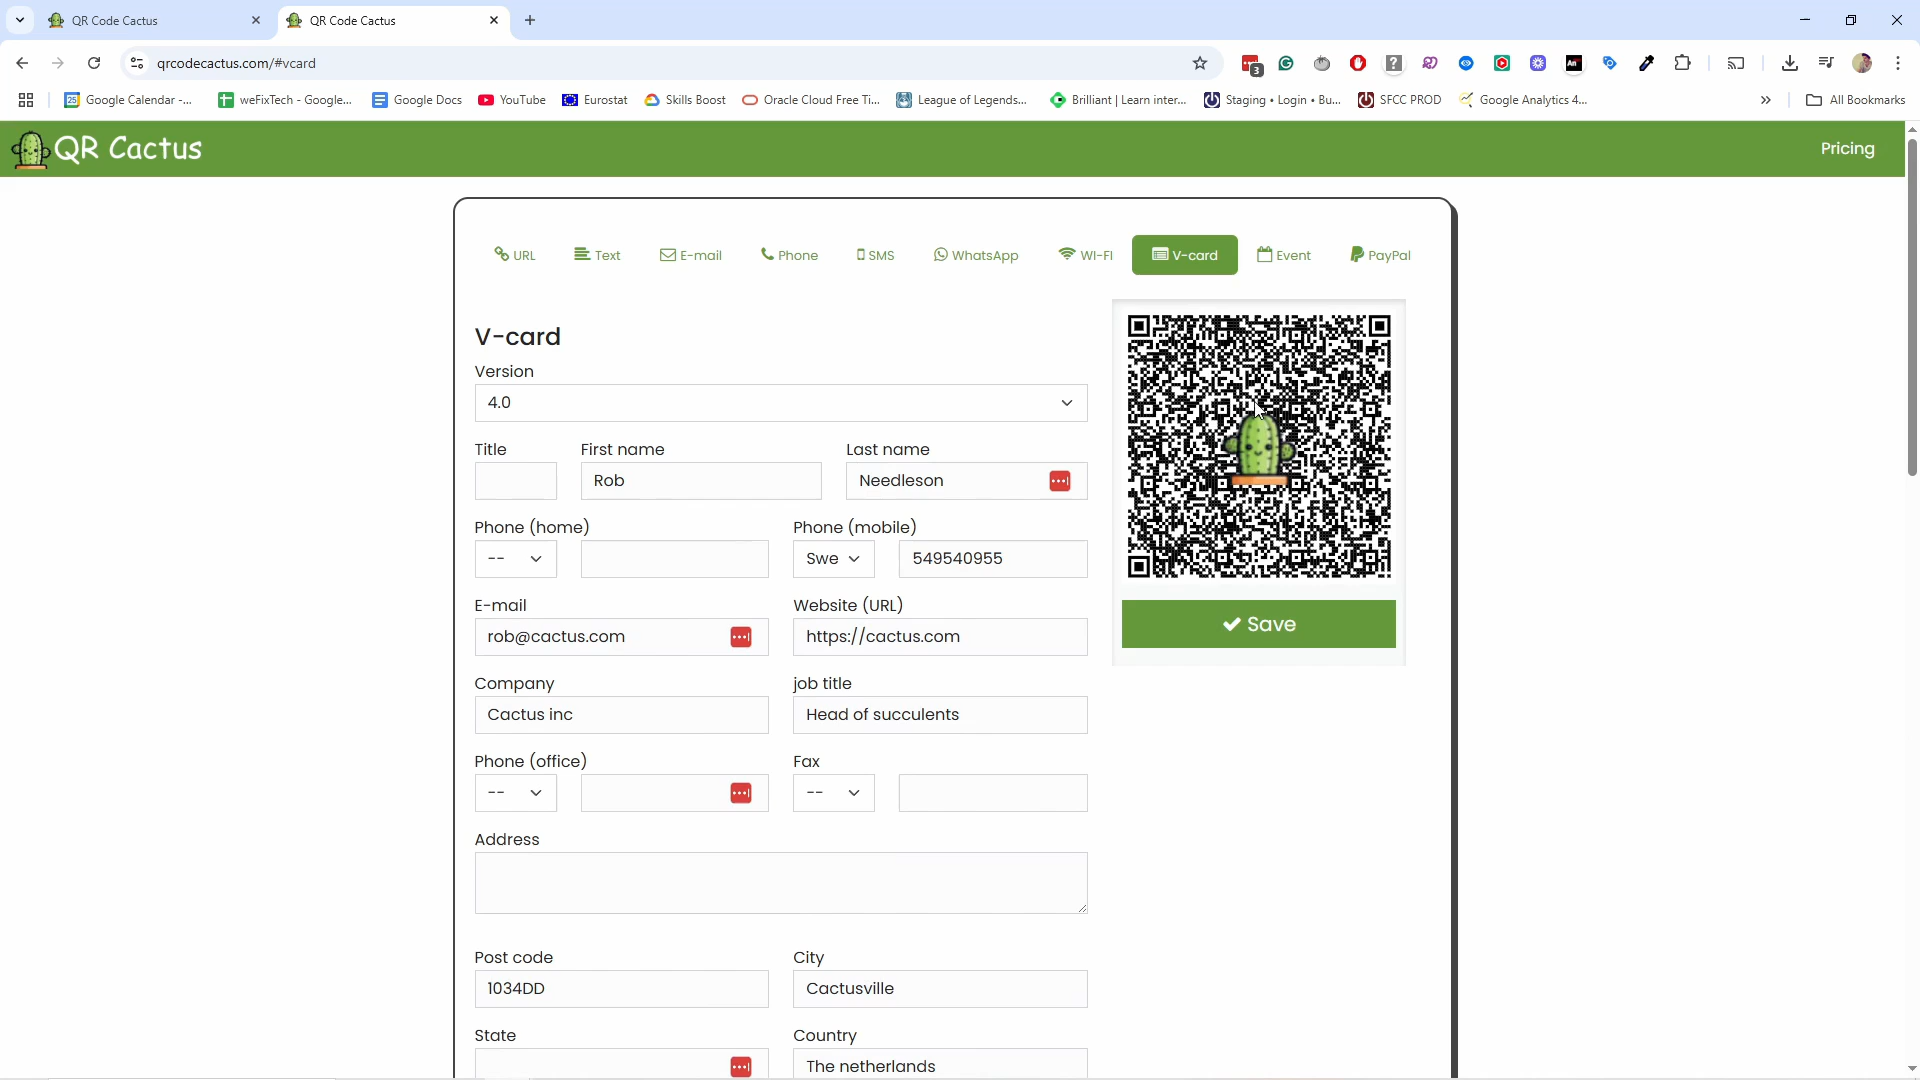 QR Code Cactus
QR Code Cactus
qrcodecactus.com/#vcard
3
Google Calendar -...
weFixTech - Google...
Google Docs
YouTube
Eurostat
Skills Boost
Oracle Cloud Free Ti...
League of Legends...
Brilliant | Learn inter...
Staging • Login • Bu...
SFCC PROD
Google Analytics 4...
All Bookmarks
QR Cactus
Pricing
URL
Text
E-mail
Phone
SMS
WhatsApp
WI-FI
V-card
Event
PayPal
V-card
Version
4.0
Title
First name
Last name
Rob
Needleson
Phone (home)
Phone (mobile)
--
Swe
549540955
E-mail
Website (URL)
rob@cactus.com
https://cactus.com
Save
Company
job title
Cactus inc
Head of succulents
Phone (office)
Fax
--
--
Address
Post code
City
1034DD
Cactusville
State
Country
The netherlands